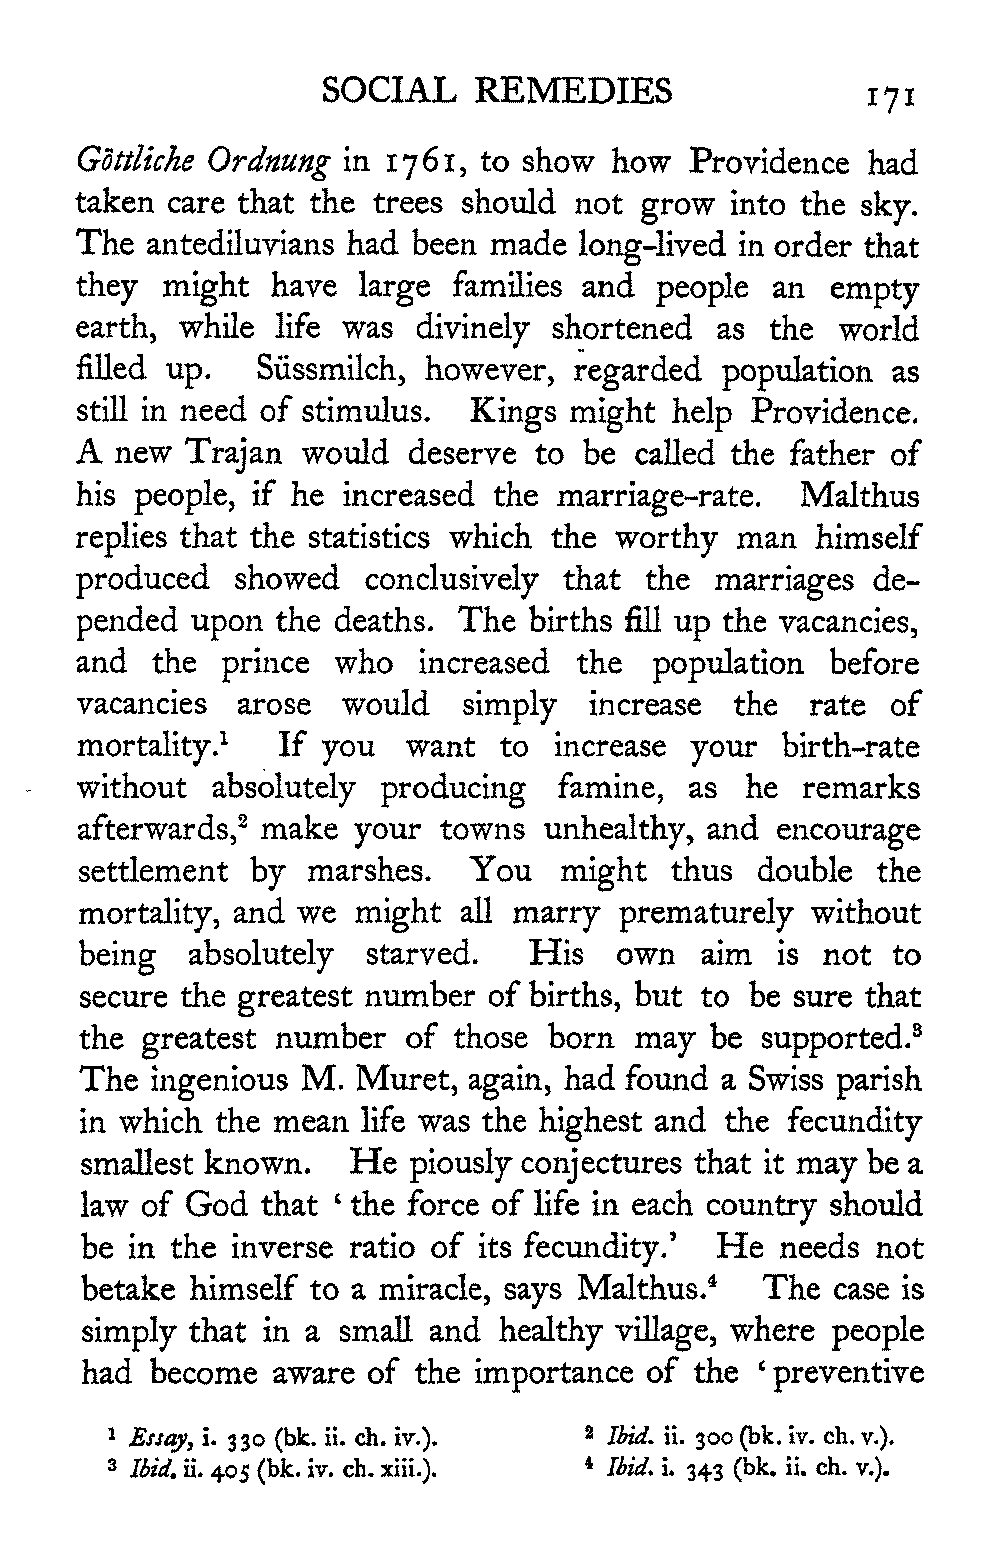 SOCIAL REMEDIES 171
Göttliche Ordnung in 1761, to show how Providence had
taken care that the trees should not grow into the sky.
The antediluvians had been made long-lived in order that
they might have large families and people an empty
earth, while life was divinely shortened as the world
filled up. Süssmilch, however, regarded population as
still in need of stimulus. Kings might help Providence.
A new Trajan would deserve to be called the father of
his people, if he increased the marriage-rate. Malthus
replies that the statistics which the worthy man himself
produced showed conclusively that the marriages de-
pended upon the deaths. The births fill up the vacancies,
and the prince who increased the population before
vacancies arose would simply increase the rate of
mortality.¹ If you want to increase your birth-rate
without absolutely producing famine, as he remarks
afterwards,² make your towns unhealthy, and encourage
settlement by marshes. You might thus double the
mortality, and we might all marry prematurely without
being absolutely starved. His own aim is not to
secure the greatest number of births, but to be sure that
the greatest number of those born may be supported.³
The ingenious M. Muret, again, had found a Swiss parish
in which the mean life was the highest and the fecundity
smallest known. He piously conjectures that it may be a
law of God that ‘ the force of life in each country should
be in the inverse ratio of its fecundity.’ He needs not
betake himself to a miracle, says Malthus.⁴ The case is
simply that in a small and healthy village, where people
had become aware of the importance of the ‘ preventive
¹ Essay, i. 330 (bk. ii. ch. iv.). ² Ibid. ii. 300 (bk. iv. ch. v.).
³ Ibid. ii. 405 (bk. iv. ch. xiii.). ⁴ Ibid. i. 343 (bk. ii. ch. v.).